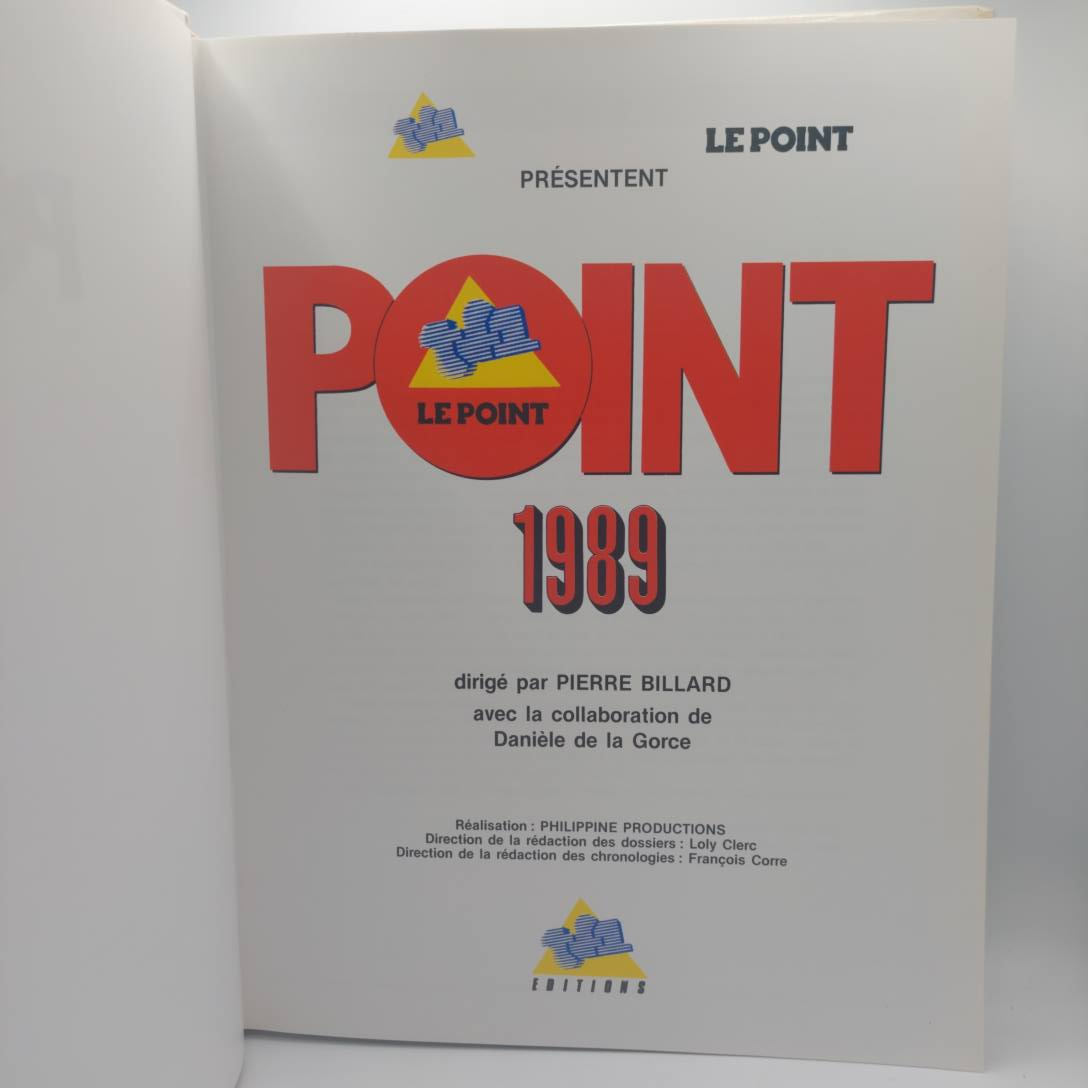 LE POINT
PRÉSENTENT
POINT
LE POINT
1989
dirigé par PIERRE BILLARD
avec la collaboration de
Danièle de la Gorce
Réalisation : PHILIPPINE PRODUCTIONS
Direction de la rédaction des dossiers : Loly Clerc
Direction de la rédaction des chronologies : François Corre
EDITIONS